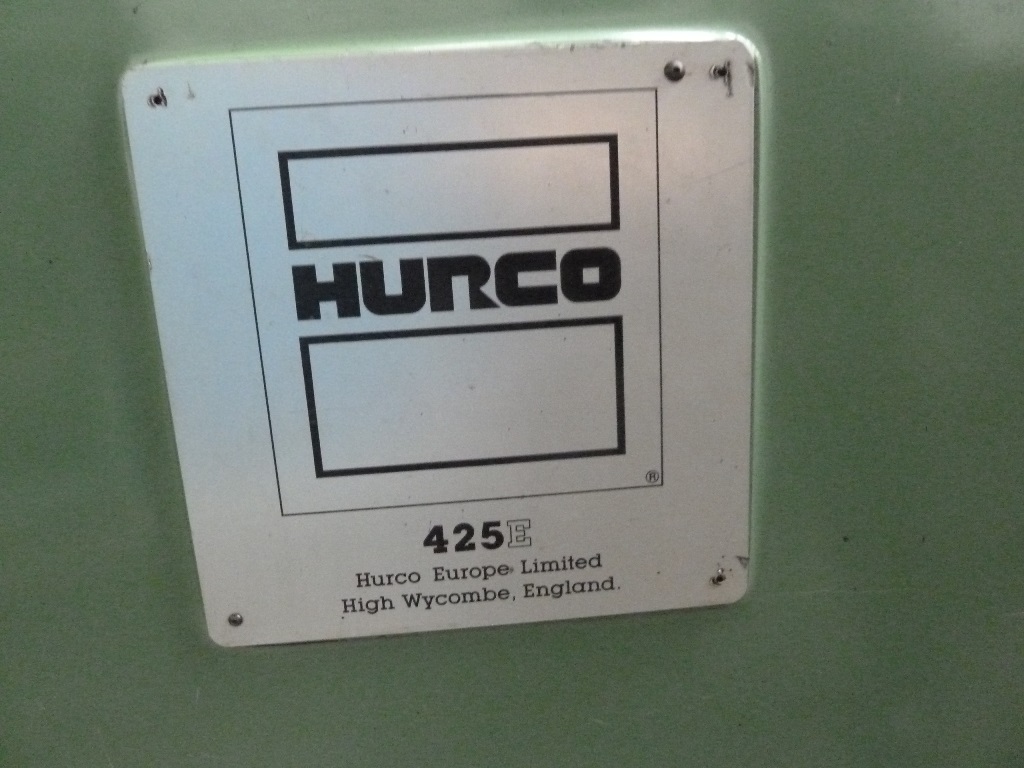 HURCO
®
425E
Hurco Europe Limited
High Wycombe, England.